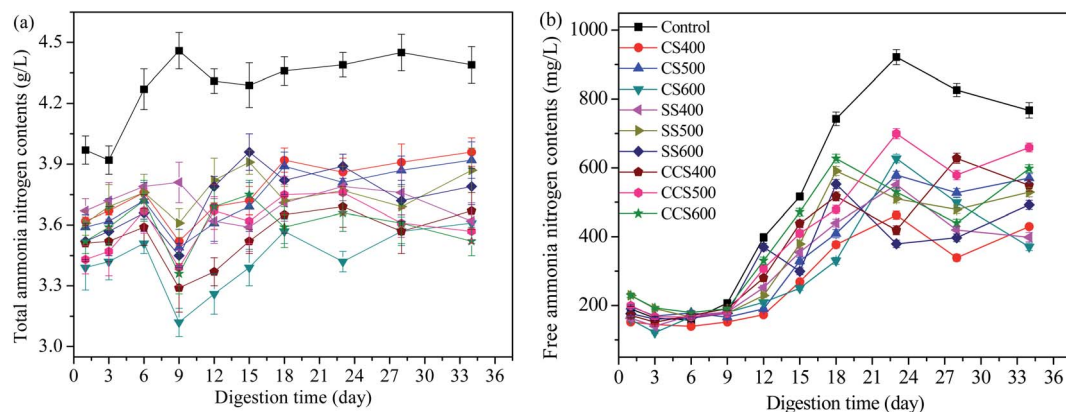 (a)
Total ammonia nitrogen contents (g/L)
4.5
4.2
3.9
3.6
3.3
3.0
0 3 6 9 12 15 18 21 24 27 30 33 36
Digestion time (day)
(b)
Free ammonia nitrogen contents (mg/L)
1000
800
600
400
200
0 3 6 9 12 15 18 21 24 27 30 33 36
Digestion time (day)
Control
CS400
CS500
CS600
SS400
SS500
SS600
CCS400
CCS500
CCS600